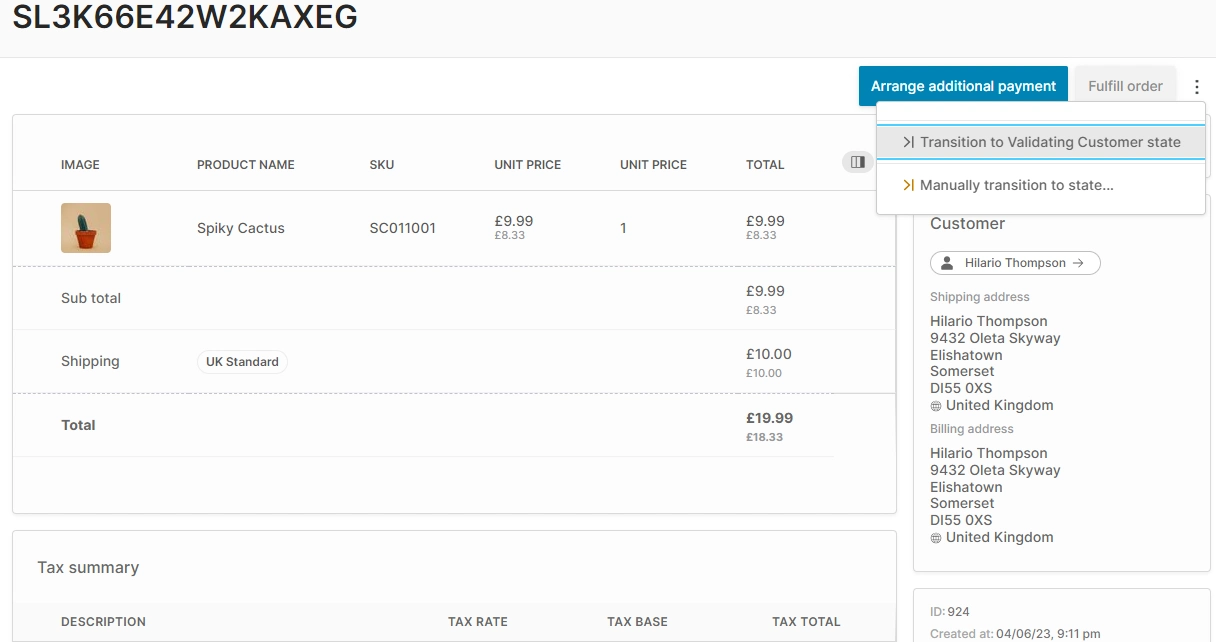 SL3K66E42W2KAXEG
Arrange additional payment Fulfill order
Transition to Validating Customer state
Manually transition to state...
IMAGE PRODUCT NAME SKU UNIT PRICE UNIT PRICE TOTAL
Spiky Cactus SC011001 £9.99 1 £9.99
£8.33 £8.33
Sub total £9.99
£8.33
Shipping UK Standard £10.00
£10.00
Total £19.99
£18.33
Tax summary
DESCRIPTION TAX RATE TAX BASE TAX TOTAL
Customer
Hilario Thompson
Shipping address
Hilario Thompson
9432 Oleta Skyway
Elishatown
Somerset
DI55 0XS
United Kingdom
Billing address
Hilario Thompson
9432 Oleta Skyway
Elishatown
Somerset
DI55 0XS
United Kingdom
ID: 924
Created at: 04/06/23, 9:11 pm